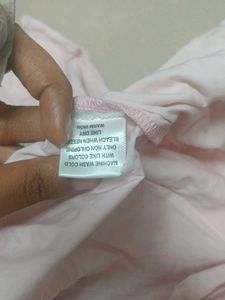 MACHINE WASH COLD
WITH LIKE COLORS
ONLY NON CHLORINE
BLEACH WHEN NEEDED
LINE DRY
WARM IRON